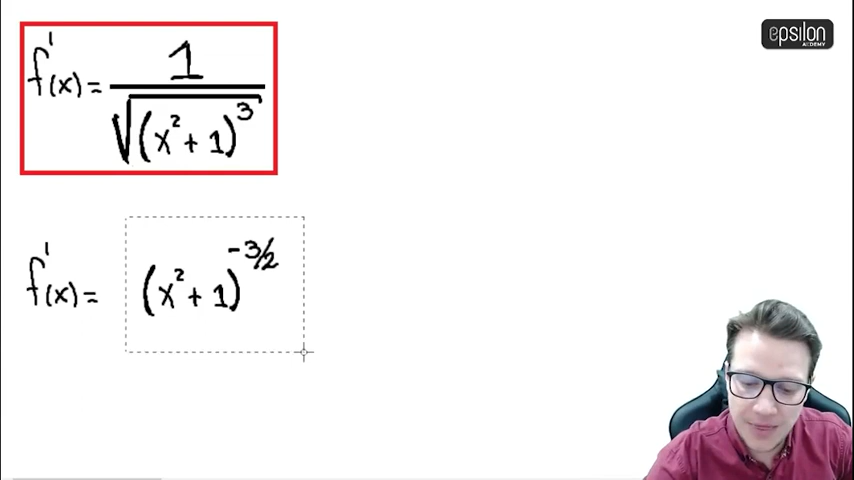 epsilon
ACADEMY
f'(x) = 1 / √(x² + 1)³
f'(x) = (x² + 1)^-3/2